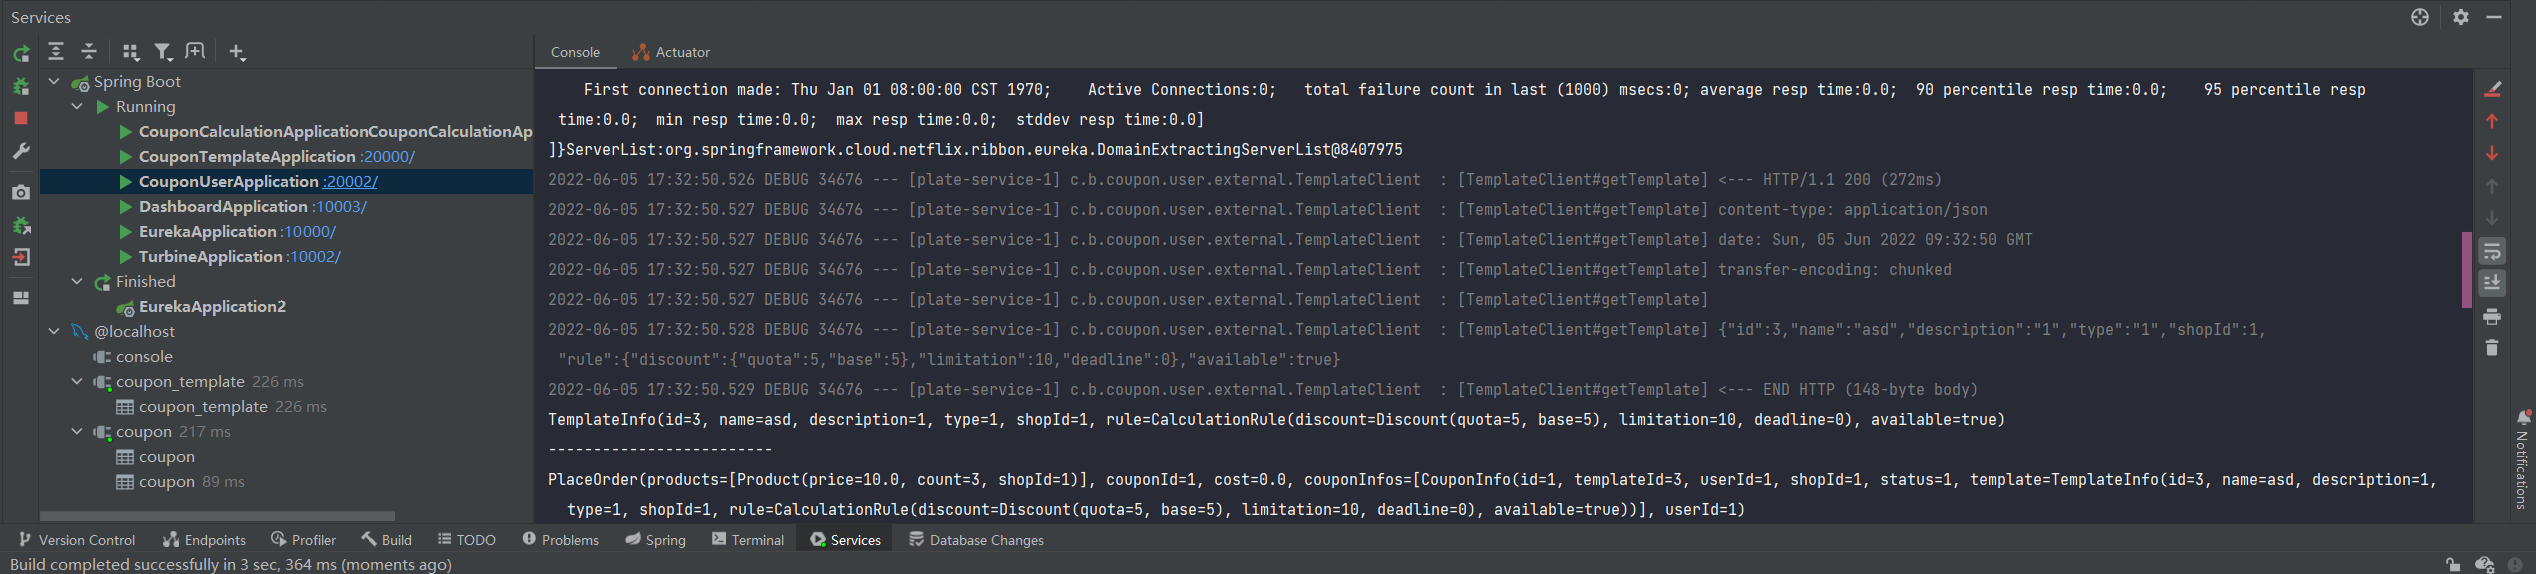 Services
Spring Boot
Running
CouponCalculationApplicationCouponCalculationAp
CouponTemplateApplication :20000/
CouponUserApplication :20002/
DashboardApplication :10003/
EurekaApplication :10000/
TurbineApplication :10002/
Finished
EurekaApplication2
@localhost
console
coupon_template 226 ms
coupon_template 226 ms
coupon 217 ms
coupon
coupon 89 ms
Console Actuator
First connection made: Thu Jan 01 08:00:00 CST 1970; Active Connections:0; total failure count in last (1000) msecs:0; average resp time:0.0; 90 percentile resp time:0.0; 95 percentile resp
time:0.0; min resp time:0.0; max resp time:0.0; stddev resp time:0.0]
]}ServerList:org.springframework.cloud.netflix.ribbon.eureka.DomainExtractingServerList@8407975
2022-06-05 17:32:50.526 DEBUG 34676 --- [plate-service-1] c.b.coupon.user.external.TemplateClient : [TemplateClient#getTemplate] <--- HTTP/1.1 200 (272ms)
2022-06-05 17:32:50.527 DEBUG 34676 --- [plate-service-1] c.b.coupon.user.external.TemplateClient : [TemplateClient#getTemplate] content-type: application/json
2022-06-05 17:32:50.527 DEBUG 34676 --- [plate-service-1] c.b.coupon.user.external.TemplateClient : [TemplateClient#getTemplate] date: Sun, 05 Jun 2022 09:32:50 GMT
2022-06-05 17:32:50.527 DEBUG 34676 --- [plate-service-1] c.b.coupon.user.external.TemplateClient : [TemplateClient#getTemplate] transfer-encoding: chunked
2022-06-05 17:32:50.527 DEBUG 34676 --- [plate-service-1] c.b.coupon.user.external.TemplateClient : [TemplateClient#getTemplate]
2022-06-05 17:32:50.528 DEBUG 34676 --- [plate-service-1] c.b.coupon.user.external.TemplateClient : [TemplateClient#getTemplate] {"id":3,"name":"asd","description":"1","type":"1","shopId":1,
"rule":{"discount":{"quota":5,"base":5},"limitation":10,"deadline":0},"available":true}
2022-06-05 17:32:50.529 DEBUG 34676 --- [plate-service-1] c.b.coupon.user.external.TemplateClient : [TemplateClient#getTemplate] <--- END HTTP (148-byte body)
TemplateInfo(id=3, name=asd, description=1, type=1, shopId=1, rule=CalculationRule(discount=Discount(quota=5, base=5), limitation=10, deadline=0), available=true)
-------------------------
PlaceOrder(products=[Product(price=10.0, count=3, shopId=1)], couponId=1, cost=0.0, couponInfos=[CouponInfo(id=1, templateId=3, userId=1, shopId=1, status=1, template=TemplateInfo(id=3, name=asd, description=1,
type=1, shopId=1, rule=CalculationRule(discount=Discount(quota=5, base=5), limitation=10, deadline=0), available=true))], userId=1)
Notifications
Version Control Endpoints Profiler Build TODO Problems Spring Terminal Services Database Changes
Build completed successfully in 3 sec, 364 ms (moments ago)